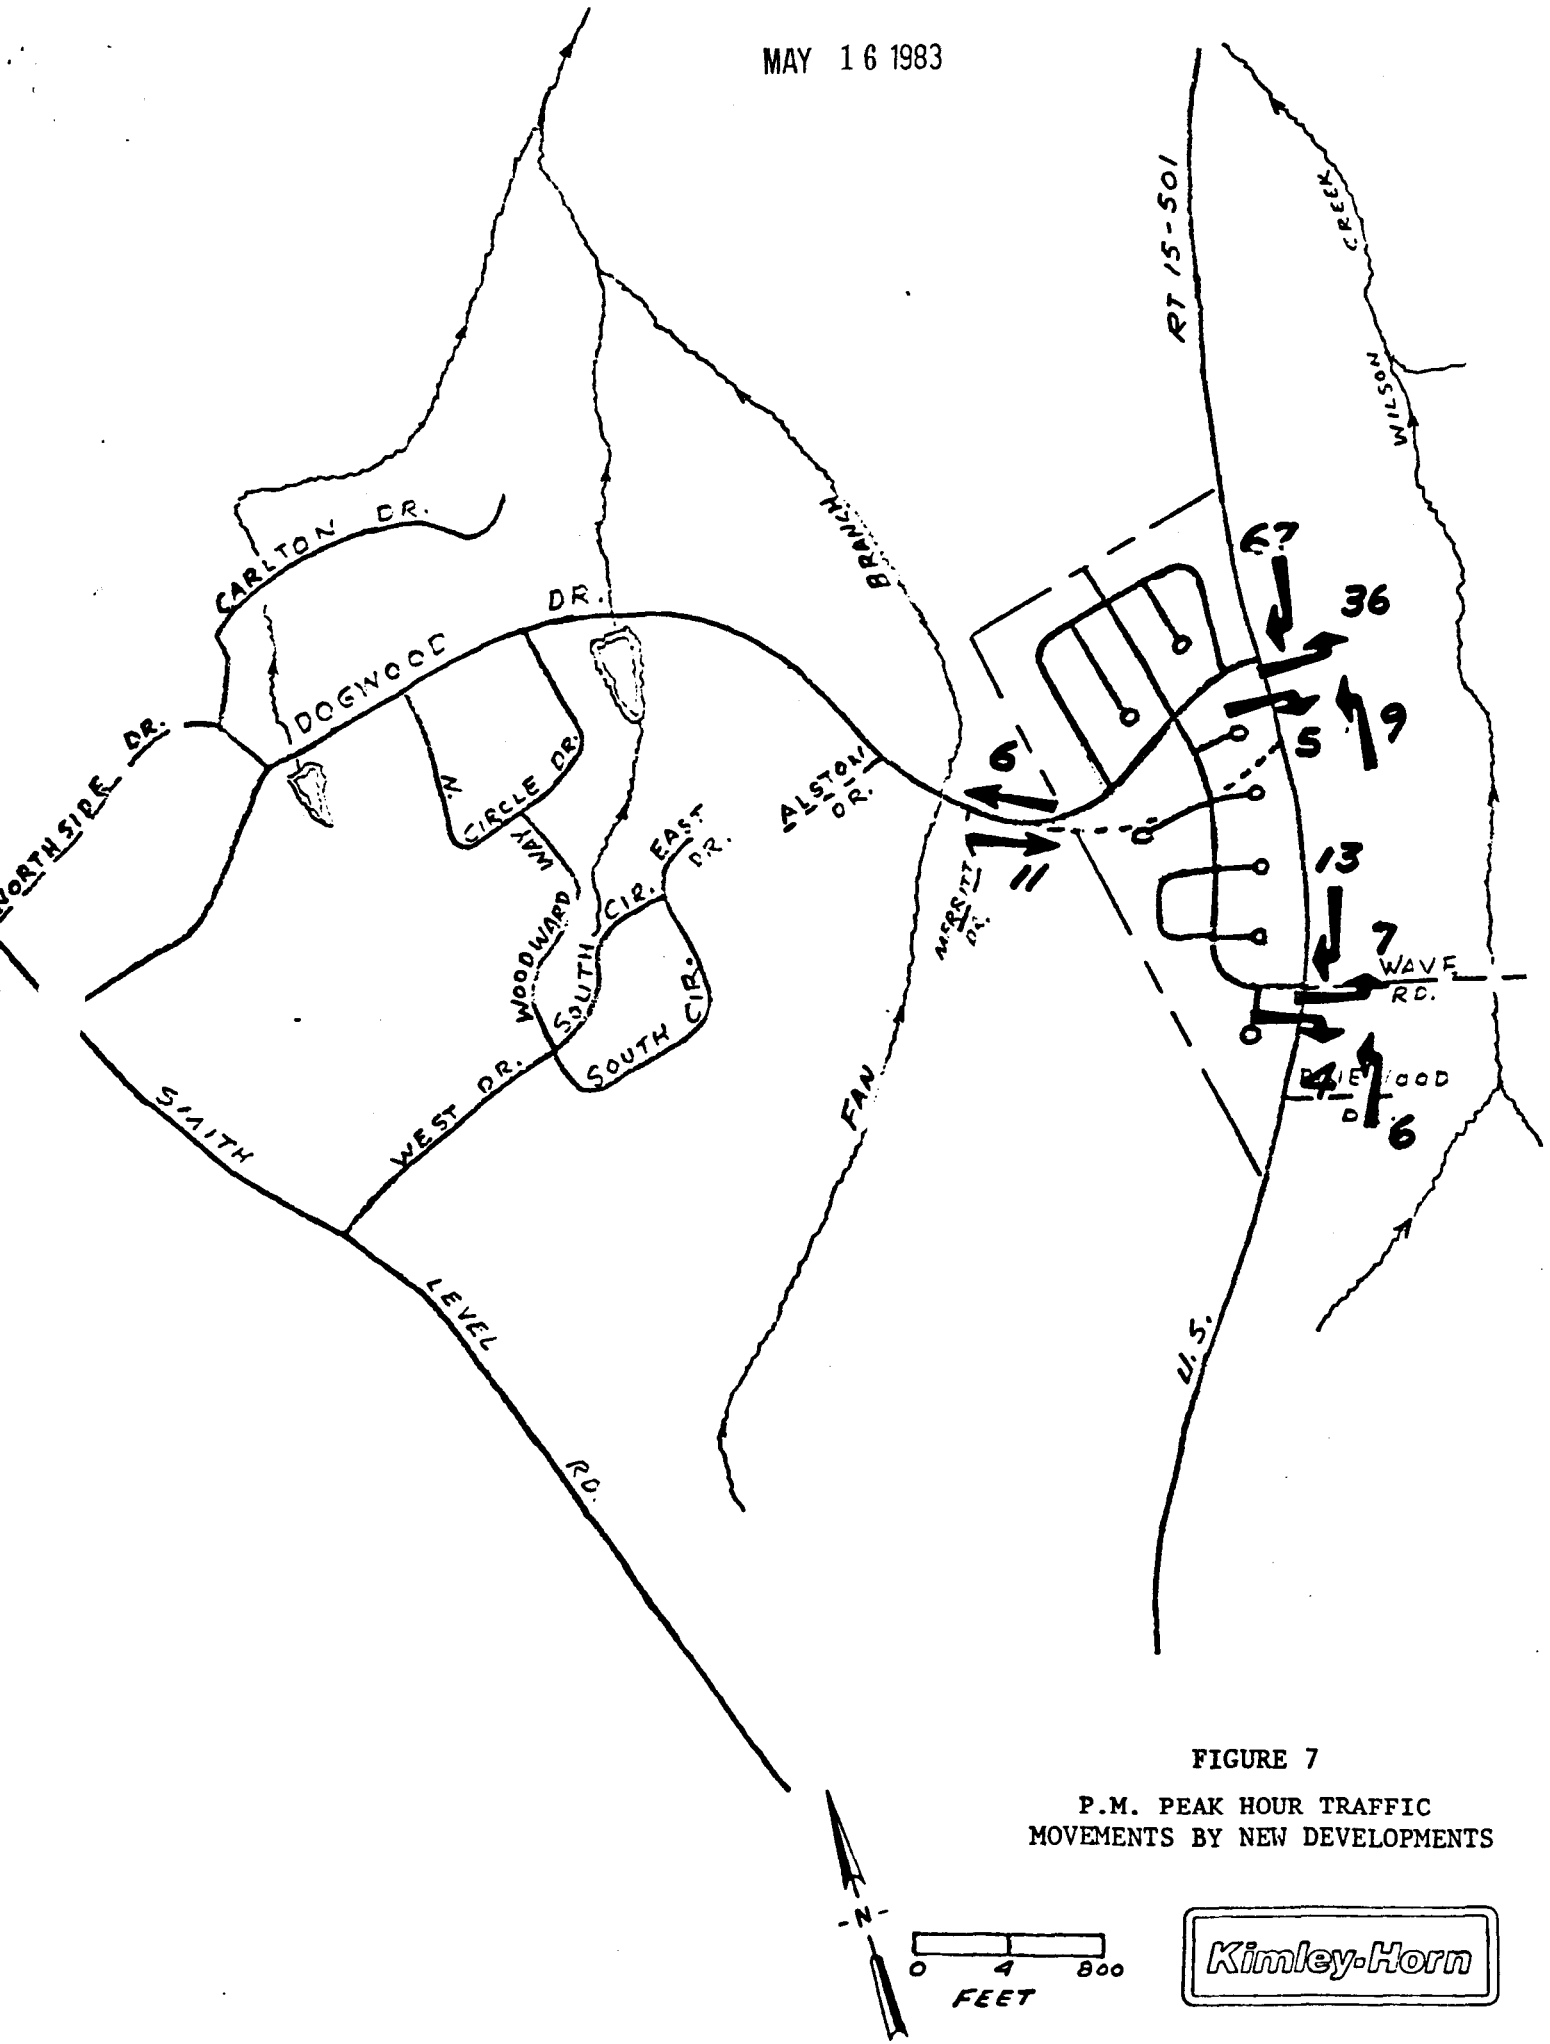 MAY 16 1983
RT 15-501
CREEK
WILSON
BRANCH
CARLTON DR.
DOGWOOD DR.
67
36
9
5
NORTHSIDE DR.
N. CIRCLE DR.
ALSTON
DR.
6
11
MERRITT
DR.
EAST
DR.
WOODWARD WAY
SOUTH CIR.
SOUTH CIR.
WEST DR.
13
7
WAVE
RD.
4
6
FAN
SMITH LEVEL RD.
U.S.
FIGURE 7
P.M. PEAK HOUR TRAFFIC
MOVEMENTS BY NEW DEVELOPMENTS
-N-
0 4 800
FEET
Kimley-Horn